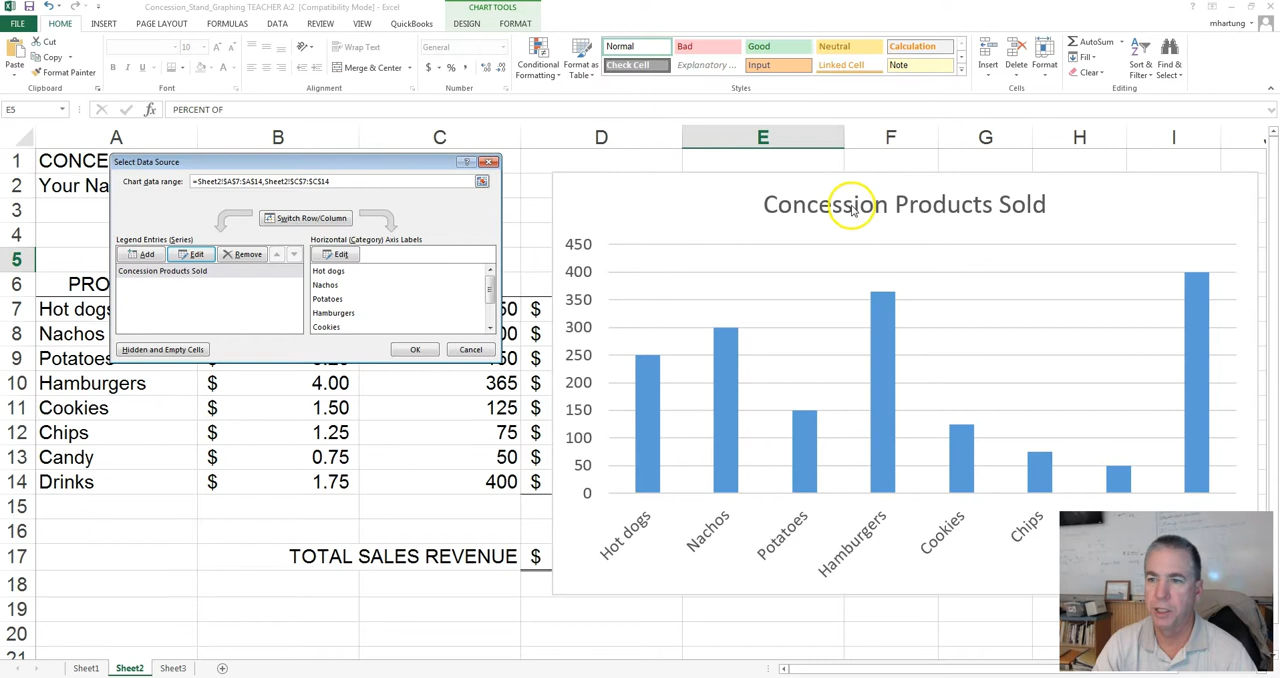 Concession_Stand_Graphing TEACHER A:2 [Compatibility Mode] - Excel
CHART TOOLS
FILE HOME INSERT PAGE LAYOUT FORMULAS DATA REVIEW VIEW QuickBooks DESIGN FORMAT
mhartung
Paste
Cut
Copy
Format Painter
Clipboard
10
B I U
Font
Wrap Text
Merge & Center
Alignment
General
$ % ,
Number
Conditional Formatting
Format as Table
Normal Bad Good Neutral Calculation
Check Cell Explanatory ... Input Linked Cell Note
Styles
Insert Delete Format
Cells
AutoSum
Fill
Clear
Sort & Filter
Find & Select
Editing
E5
fx PERCENT OF
A B C D E F G H I
1 CONCE
2 Your Na
3
4
5
6 PRO
7 Hot dogs 50 $
8 Nachos 00 $
9 Potatoes $
10 Hamburgers $ 4.00 365 $
11 Cookies $ 1.50 125 $
12 Chips $ 1.25 75 $
13 Candy $ 0.75 50 $
14 Drinks $ 1.75 400 $
15
16
17 TOTAL SALES REVENUE $
18
19
20
21
Select Data Source
Chart data range: =Sheet2!$A$7:$A$14,Sheet2!$C$7:$C$14
Switch Row/Column
Legend Entries (Series)
Add Edit Remove
Concession Products Sold
Horizontal (Category) Axis Labels
Edit
Hot dogs
Nachos
Potatoes
Hamburgers
Cookies
Hidden and Empty Cells
OK Cancel
Concession Products Sold
450
400
350
300
250
200
150
100
50
0
Hot dogs Nachos Potatoes Hamburgers Cookies Chips
Sheet1 Sheet2 Sheet3